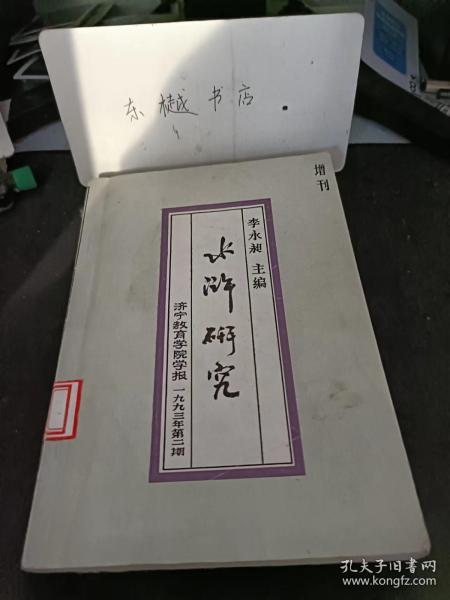 东樾书店
增刊
李永昶 主编
水浒研究
济宁教育学院学报 一九九三年第二期
孔夫子旧书网
www.kongfz.com